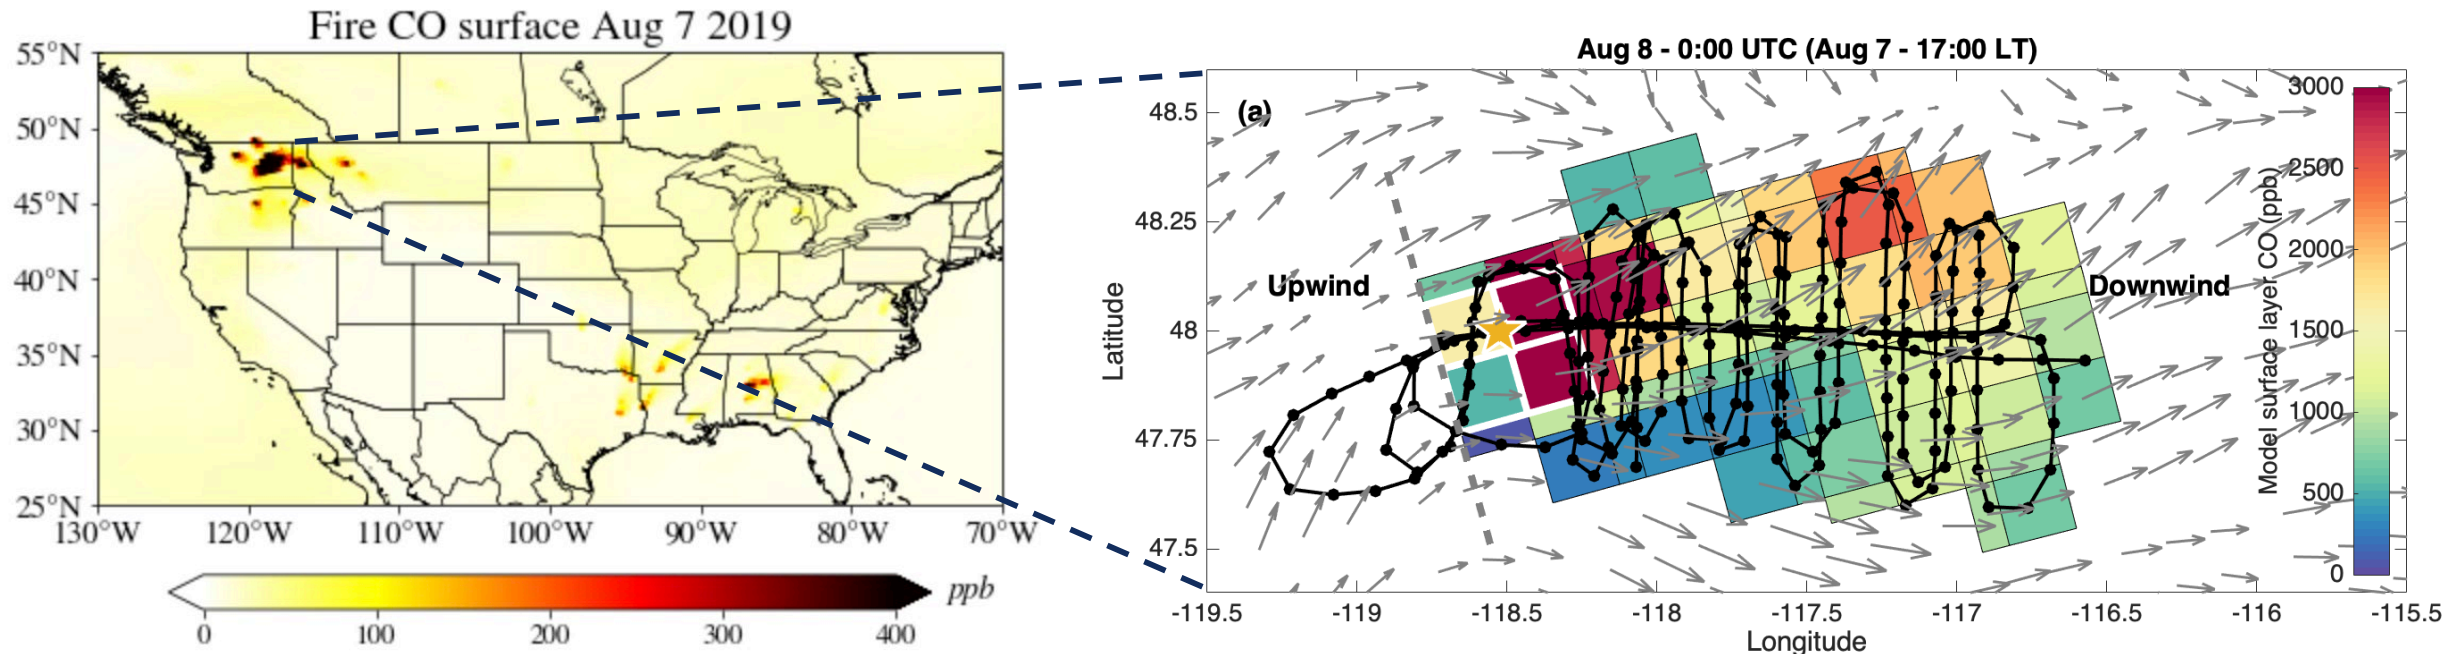 Fire CO surface Aug 7 2019
55°N
50°N
45°N
40°N
35°N
30°N
25°N
130°W 120°W 110°W 100°W 90°W 80°W 70°W
ppb
0 100 200 300 400
Aug 8 - 0:00 UTC (Aug 7 - 17:00 LT)
(a)
Upwind
Downwind
Latitude
48.5
48.25
48
47.75
47.5
-119.5 -119 -118.5 -118 -117.5 -117 -116.5 -116 -115.5
Longitude
Model surface layer CO (ppb)
3000
2500
2000
1500
1000
500
0